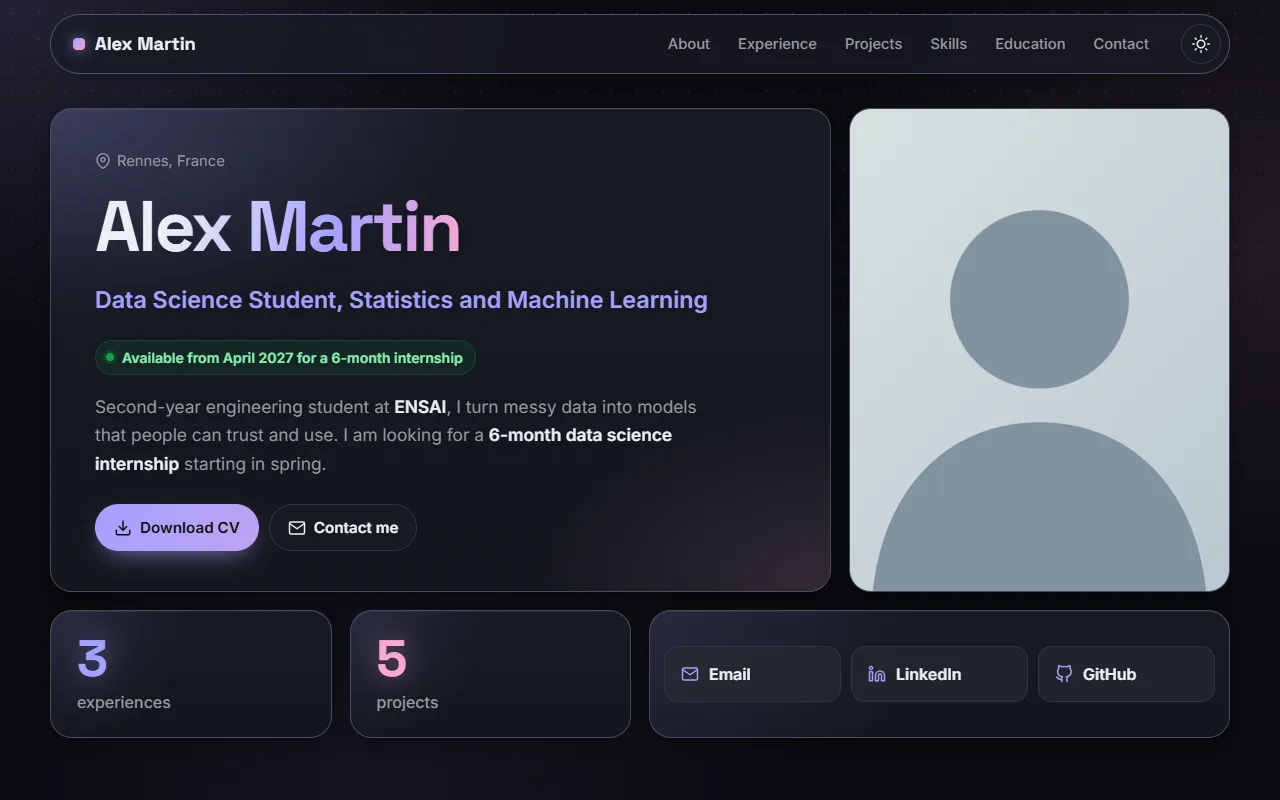 Alex Martin
About
Experience
Projects
Skills
Education
Contact
Rennes, France
Alex Martin
Data Science Student, Statistics and Machine Learning
Available from April 2027 for a 6-month internship
Second-year engineering student at ENSAI, I turn messy data into models
that people can trust and use. I am looking for a 6-month data science
internship starting in spring.
Download CV
Contact me
3
experiences
5
projects
Email
LinkedIn
GitHub